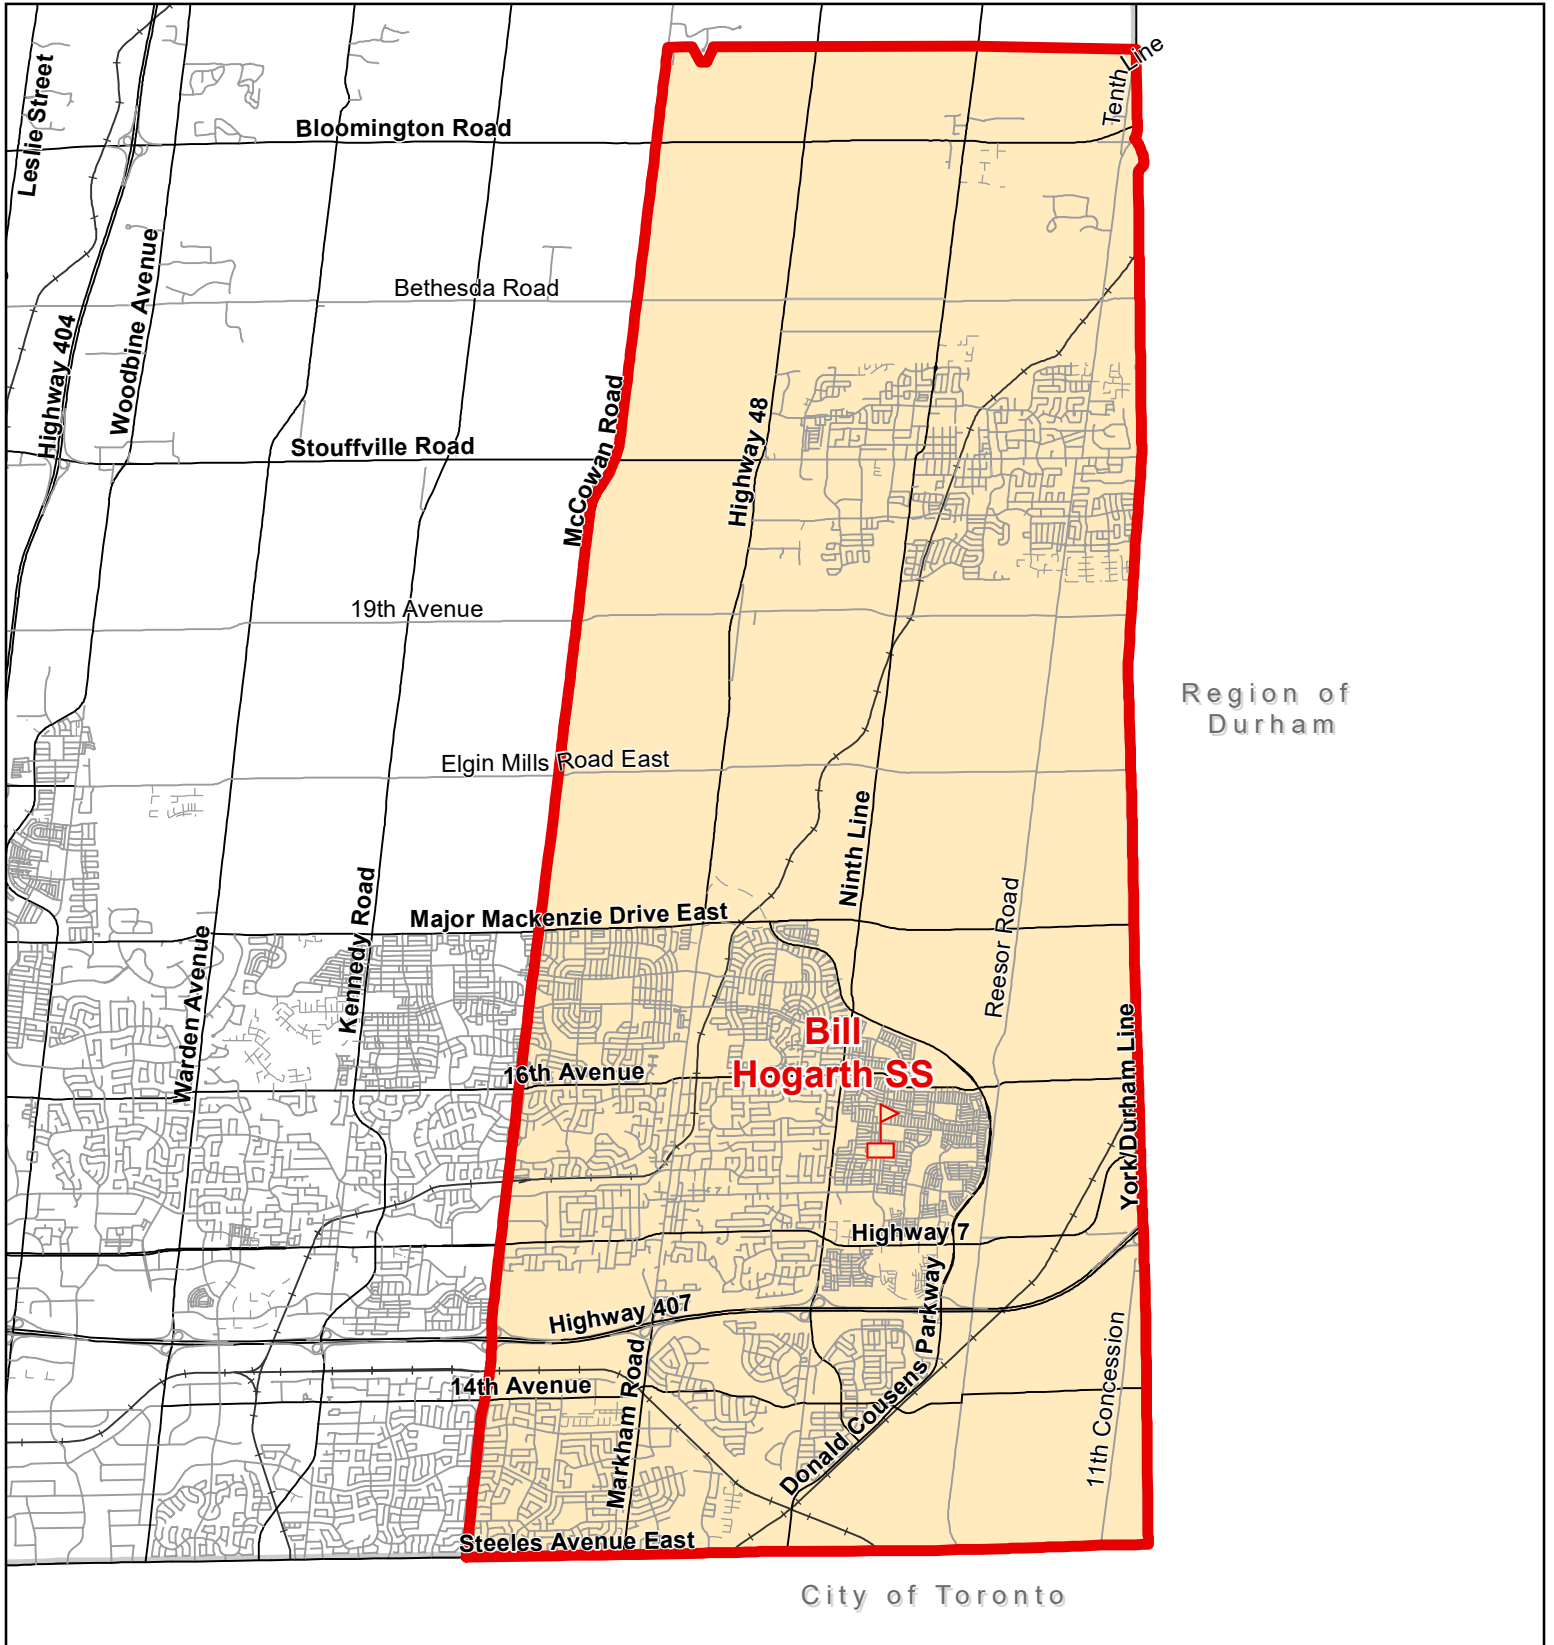 Tenth Line
Leslie Street
Bloomington Road
Woodbine Avenue
Bethesda Road
Highway 404
McCowan Road
Highway 48
Stouffville Road
19th Avenue
Region of
Durham
Elgin Mills Road East
Ninth Line
Kennedy Road
Reesor Road
Major Mackenzie Drive East
Warden Avenue
York/Durham Line
Bill
Hogarth SS
16th Avenue
Highway 7
Highway 407
Donald Cousens Parkway
11th Concession
Markham Road
14th Avenue
Steeles Avenue East
City of Toronto